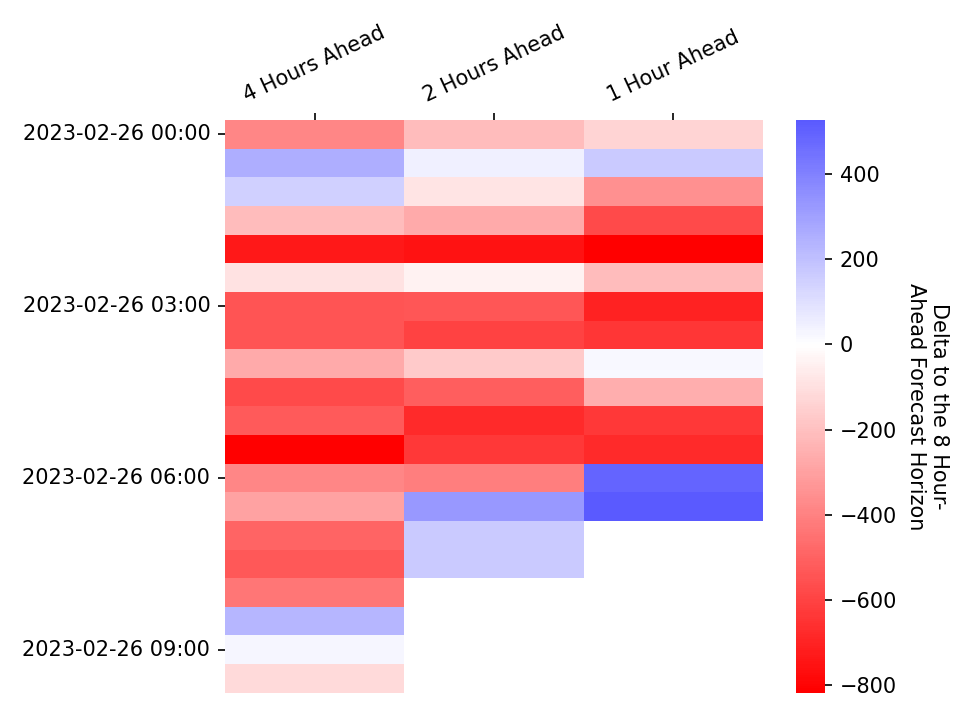 4 Hours Ahead
2 Hours Ahead
1 Hour Ahead
2023-02-26 00:00
2023-02-26 03:00
2023-02-26 06:00
2023-02-26 09:00
400
200
0
−200
−400
−600
−800
Delta to the 8 Hour-
Ahead Forecast Horizon